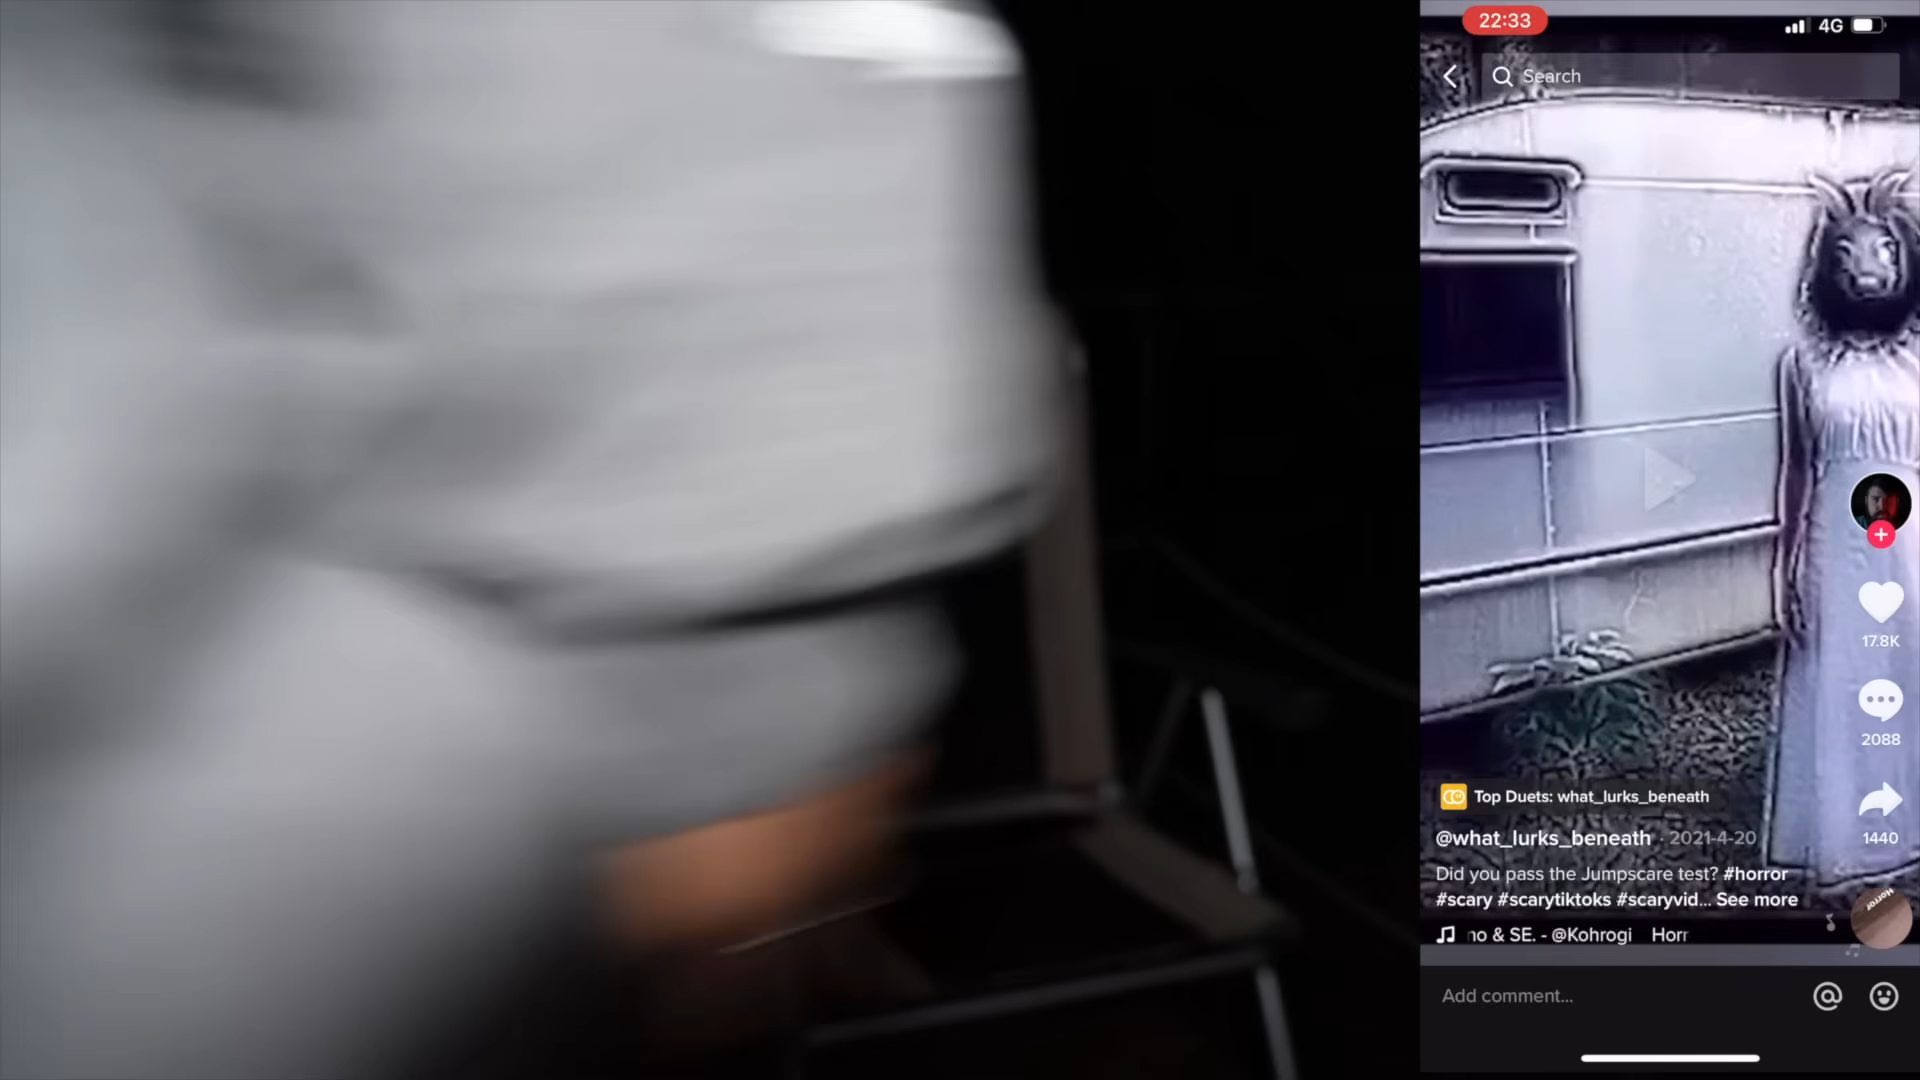 22:33
4G
Search
17.8K
2088
Top Duets: what_lurks_beneath
@what_lurks_beneath · 2021-4-20
1440
Did you pass the Jumpscare test? #horror
#scary #scarytiktoks #scaryvid... See more
Horror
no & SE. - @Kohrogi Horr
Add comment...